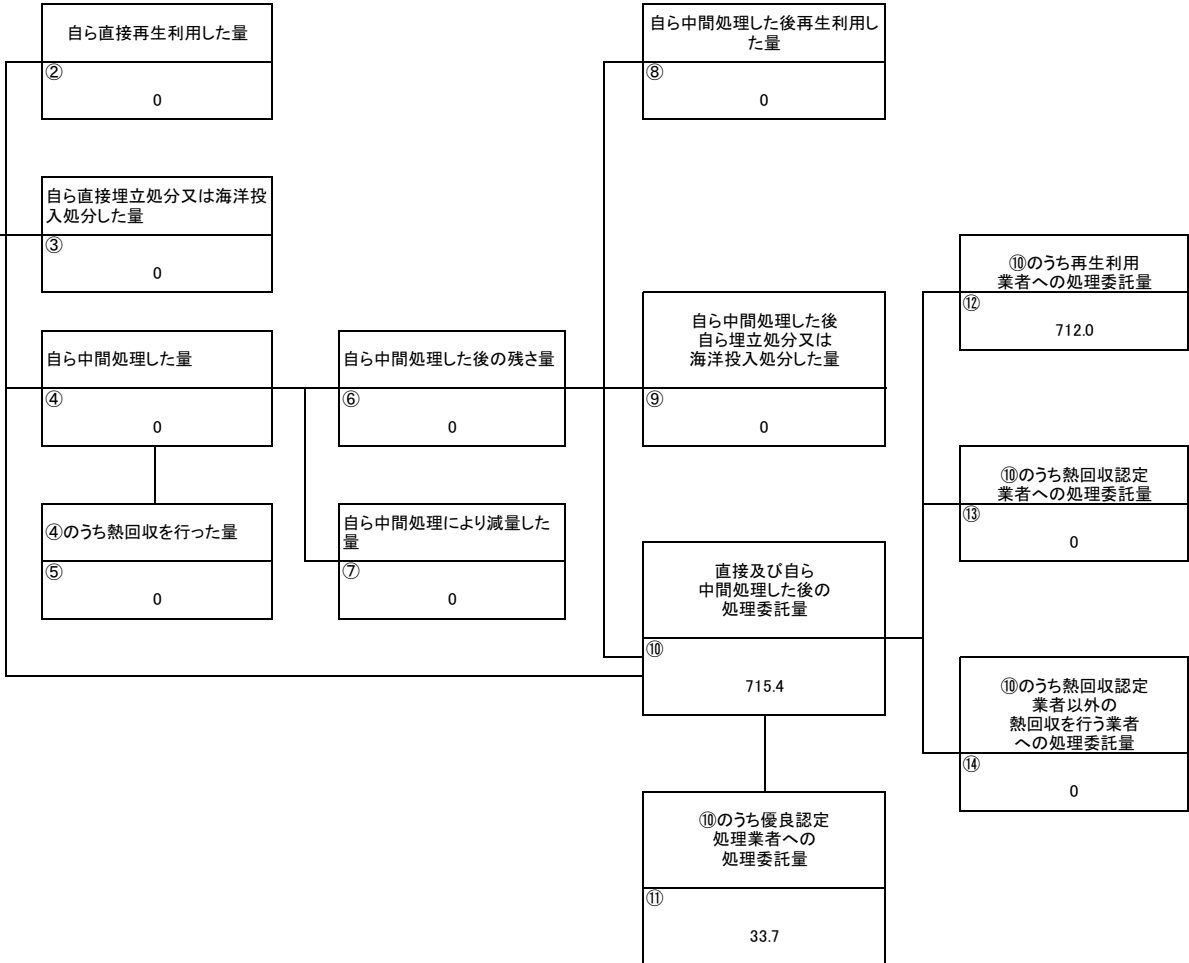 自ら直接再生利用した量
②
0
自ら直接埋立処分又は海洋投
入処分した量
③
0
自ら中間処理した量
④
0
④のうち熱回収を行った量
⑤
0
自ら中間処理した後の残さ量
⑥
0
自ら中間処理により減量した
量
⑦
0
自ら中間処理した後再生利用し
た量
⑧
0
自ら中間処理した後
自ら埋立処分又は
海洋投入処分した量
⑨
0
直接及び自ら
中間処理した後の
処理委託量
⑩
715.4
⑩のうち優良認定
処理業者への
処理委託量
⑪
33.7
⑩のうち再生利用
業者への処理委託量
⑫
712.0
⑩のうち熱回収認定
業者への処理委託量
⑬
0
⑩のうち熱回収認定
業者以外の
熱回収を行う業者
への処理委託量
⑭
0